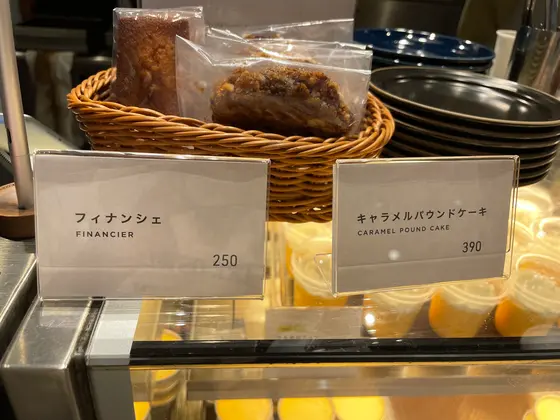 フィナンシェ
FINANCIER
250
キャラメルパウンドケーキ
CARAMEL POUND CAKE
390